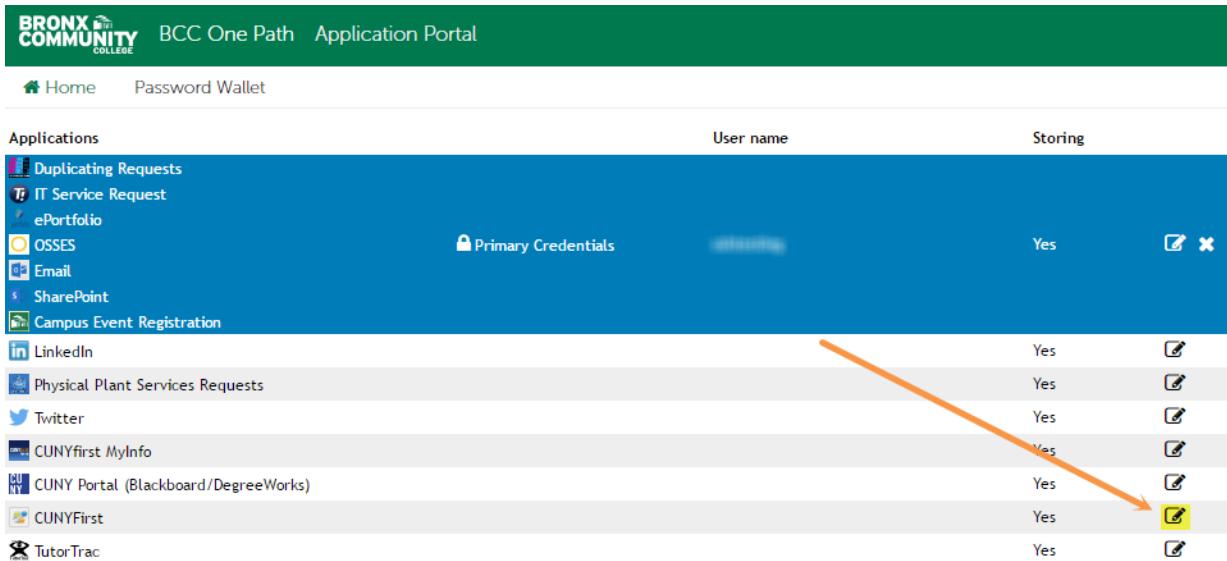 BRONX
COMMUNITY
COLLEGE
BCC One Path Application Portal
Home Password Wallet
Applications User name Storing
Duplicating Requests
IT Service Request
ePortfolio
OSSES Primary Credentials Yes
Email
SharePoint
Campus Event Registration
LinkedIn Yes
Physical Plant Services Requests Yes
Twitter Yes
CUNYfirst MyInfo Yes
CUNY Portal (Blackboard/DegreeWorks) Yes
CUNYFirst Yes
TutorTrac Yes